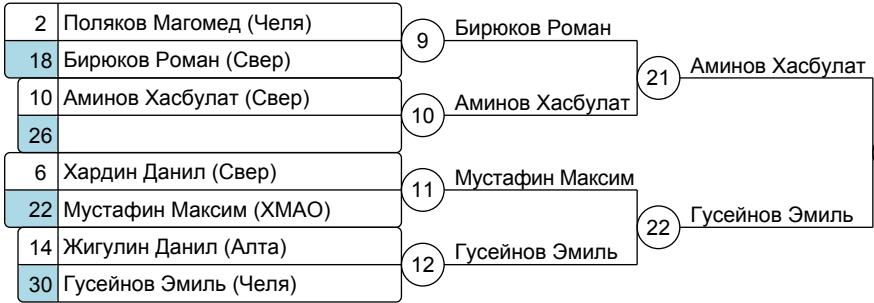 2 Поляков Магомед (Челя)
9 Бирюков Роман
18 Бирюков Роман (Свер)
21 Аминов Хасбулат
10 Аминов Хасбулат (Свер)
10 Аминов Хасбулат
26
6 Хардин Данил (Свер)
11 Мустафин Максим
22 Мустафин Максим (ХМАО)
22 Гусейнов Эмиль
14 Жигулин Данил (Алта)
12 Гусейнов Эмиль
30 Гусейнов Эмиль (Челя)